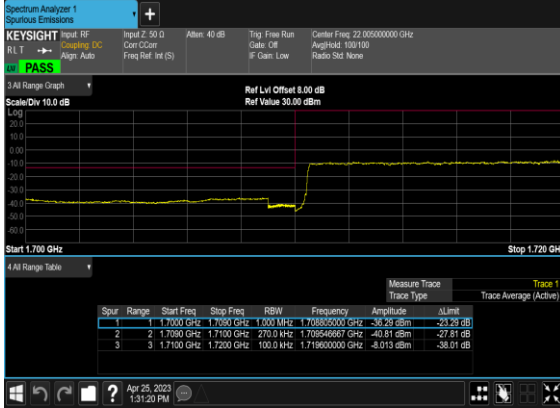 Spectrum Analyzer 1
Spurious Emissions
+
KEYSIGHT Input: RF Input Z: 50 Ω Atten: 40 dB Trig: Free Run Center Freq: 22.005000000 GHz
RLT Coupling: DC Corr CCorr Gate: Off Avg|Hold: 100/100
Align: Auto Freq Ref: Int (S) IF Gain: Low Radio Std: None
LXI PASS
3 All Range Graph
Ref Lvl Offset 8.00 dB
Scale/Div 10.0 dB Ref Value 30.00 dBm
Log
20.0
10.0
0.00
-10.0
-20.0
-30.0
-40.0
-50.0
-60.0
Start 1.700 GHz Stop 1.720 GH
4 All Range Table
Measure Trace Trace 1
Trace Type Trace Average (Active)
Spur Range Start Freq Stop Freq RBW Frequency Amplitude ΔLimit
1 1 1.7000 GHz 1.7090 GHz 1.000 MHz 1.708805000 GHz -36.29 dBm -23.29 dB
2 2 1.7090 GHz 1.7100 GHz 270.0 kHz 1.709546667 GHz -40.81 dBm -27.81 dB
3 3 1.7100 GHz 1.7200 GHz 100.0 kHz 1.719600000 GHz -8.013 dBm -38.01 dB
? Apr 25, 2023
1:31:20 PM